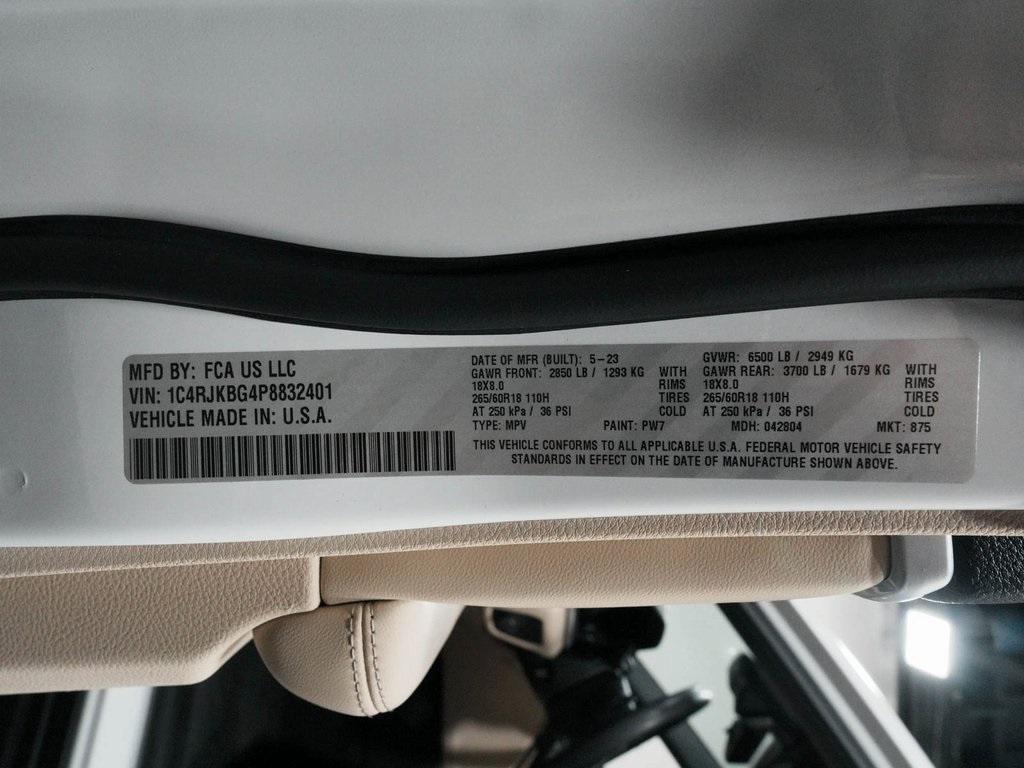 MFD BY: FCA US LLC
VIN: 1C4RJKBG4P8832401
VEHICLE MADE IN: U.S.A.
DATE OF MFR (BUILT): 5-23
GAWR FRONT: 2850 LB / 1293 KG WITH
18X8.0 RIMS
265/60R18 110H TIRES
AT 250 kPa / 36 PSI COLD
GVWR: 6500 LB / 2949 KG
GAWR REAR: 3700 LB / 1679 KG WITH
18X8.0 RIMS
265/60R18 110H TIRES
AT 250 kPa / 36 PSI COLD
TYPE: MPV PAINT: PW7 MDH: 042804 MKT: 875
THIS VEHICLE CONFORMS TO ALL APPLICABLE U.S.A. FEDERAL MOTOR VEHICLE SAFETY
STANDARDS IN EFFECT ON THE DATE OF MANUFACTURE SHOWN ABOVE.